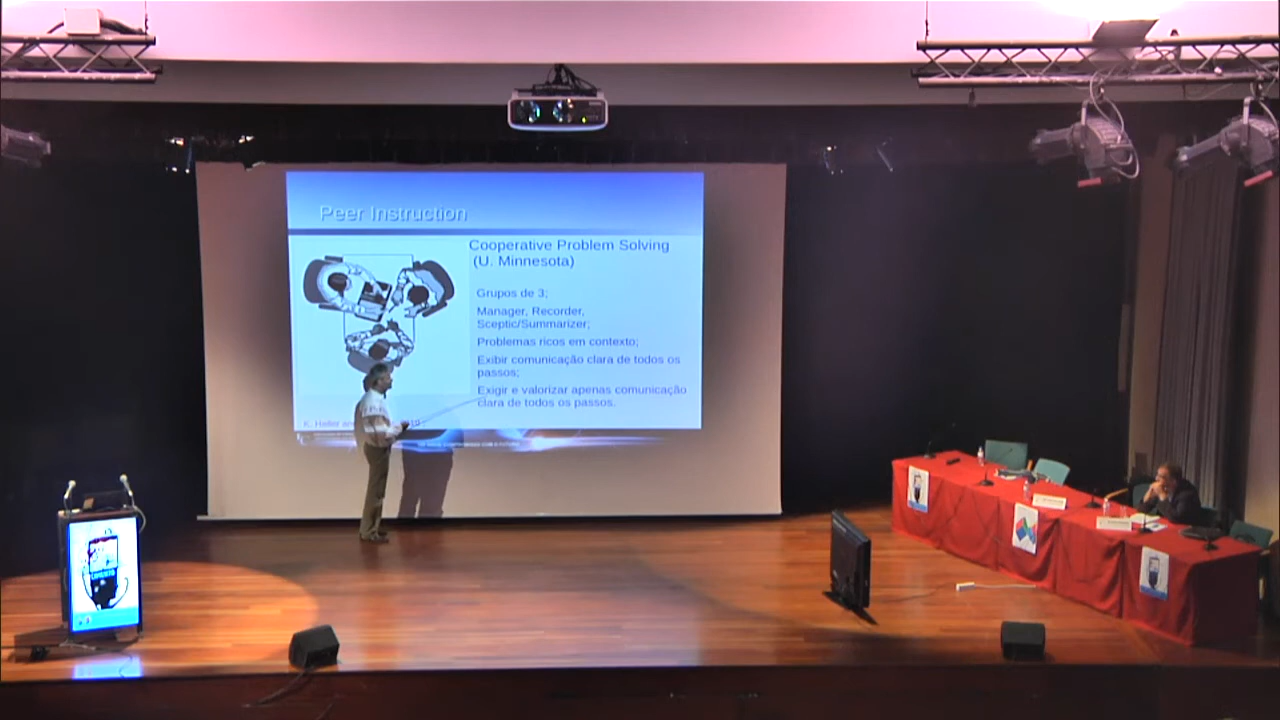 Peer Instruction
Cooperative Problem Solving
(U. Minnesota)
Grupos de 3;
Manager, Recorder,
Sceptic/Summarizer;
Problemas ricos em contexto;
Exibir comunicação clara de todos os
passos;
Exigir e valorizar apenas comunicação
clara de todos os passos.
K. Heller